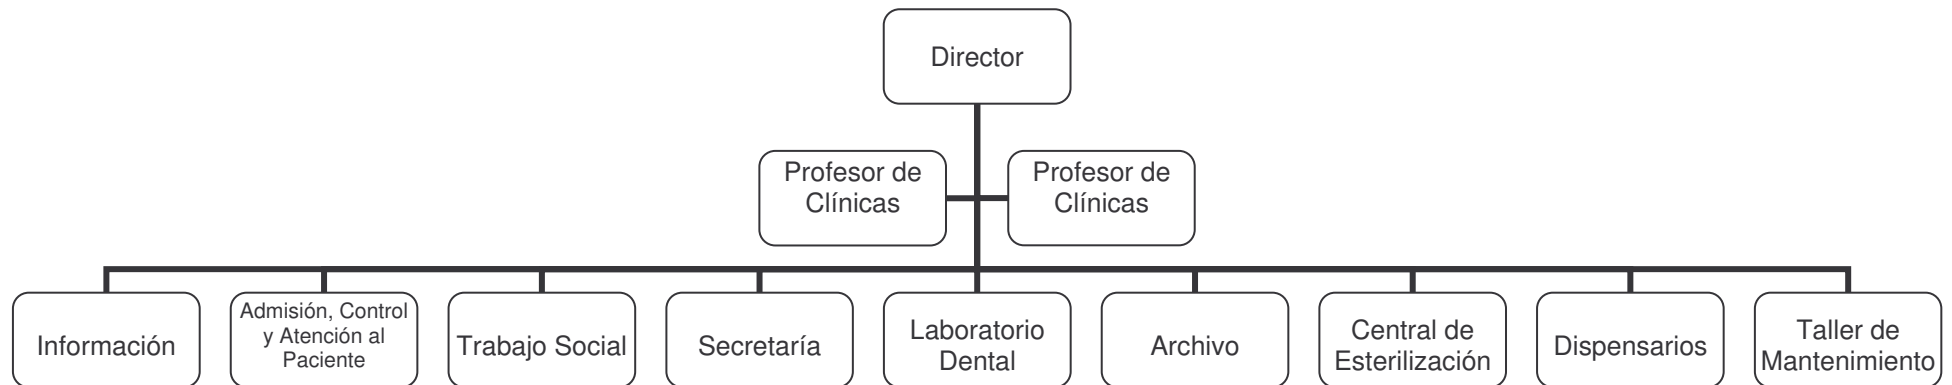 Director
Profesor de
Clínicas
Profesor de
Clínicas
Información
Admisión, Control
y Atención al
Paciente
Trabajo Social
Secretaría
Laboratorio
Dental
Archivo
Central de
Esterilización
Dispensarios
Taller de
Mantenimiento